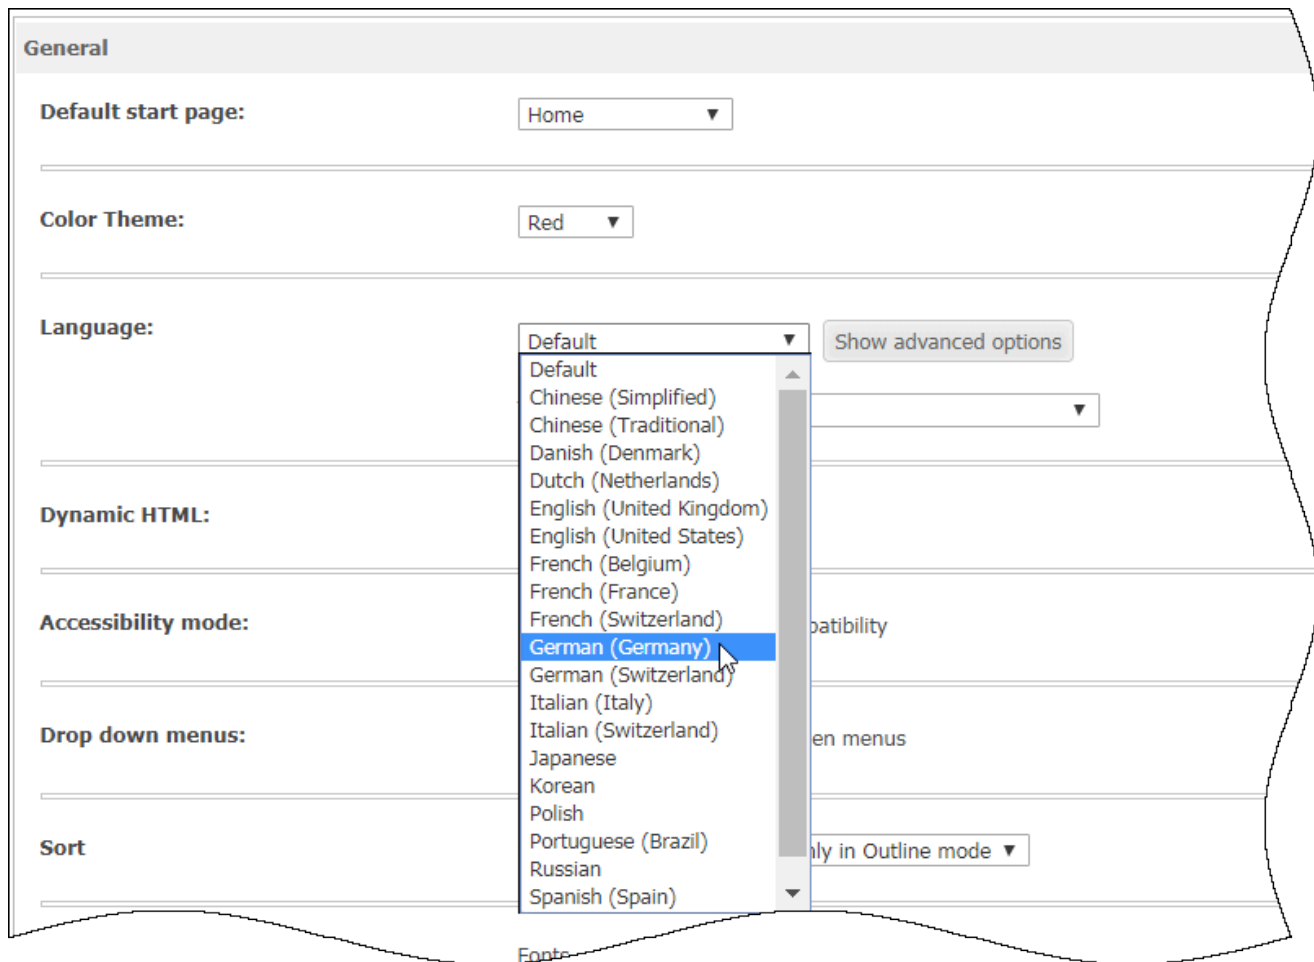 General
Default start page:
Home
Color Theme:
Red
Language:
Default
Show advanced options
Default
Chinese (Simplified)
Chinese (Traditional)
Danish (Denmark)
Dutch (Netherlands)
English (United Kingdom)
English (United States)
French (Belgium)
French (France)
French (Switzerland)
German (Germany)
German (Switzerland)
Italian (Italy)
Italian (Switzerland)
Japanese
Korean
Polish
Portuguese (Brazil)
Russian
Spanish (Spain)
Dynamic HTML:
Accessibility mode:
Drop down menus:
menus
Sort
in Outline mode
Fonts